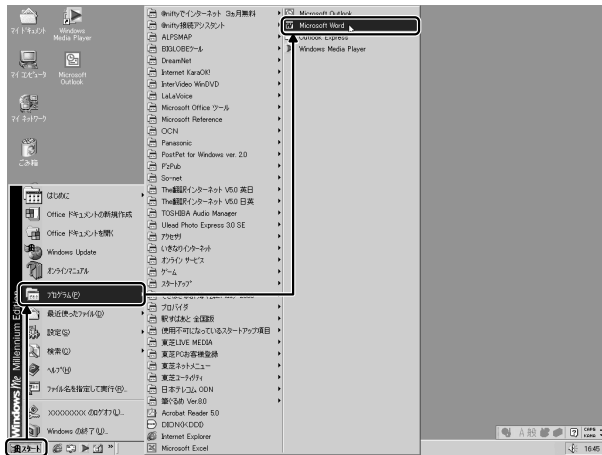 マイ ドキュメント
Windows Media Player
マイ コンピュータ
Microsoft Outlook
マイ ネットワーク
ごみ箱
はじめに
Office ドキュメントの新規作成
Office ドキュメントを開く
Windows Update
オンラインマニュアル
プログラム(P)
最近使ったファイル(D)
設定(S)
検索(C)
ヘルプ(H)
ファイル名を指定して実行(R)...
XXXXXXXXX のログオフ(L)...
Windows の終了(U)...
Windows Me Millennium Edition
スタート
@niftyでインターネット 3ヵ月無料
@nifty接続アシスタント
ALPSMAP
BIGLOBEツール
DreamNet
Internet KaraOK!
InterVideo WinDVD
LaLaVoice
Microsoft Office ツール
Microsoft Reference
OCN
Panasonic
PostPet for Windows ver. 2.0
P'zPub
So-net
The翻訳インターネット V5.0 英日
The翻訳インターネット V5.0 日英
TOSHIBA Audio Manager
Ulead Photo Express 3.0 SE
アクセサリ
いきなりインターネット
オンライン サービス
ゲーム
スタートアップ
プロバイダ
駅すぱあと 全国版
使用不可になっているスタートアップ項目
東芝LIVE MEDIA
東芝PCお客様登録
東芝ネットメニュー
東芝ユーティリティ
日本テレコム ODN
筆ぐるめ Ver.8.0
Acrobat Reader 5.0
DION<KDDI
Internet Explorer
Microsoft Excel
Microsoft Outlook
Microsoft Word
Outlook Express
Windows Media Player
A 般
CAPS
KANA
16:45